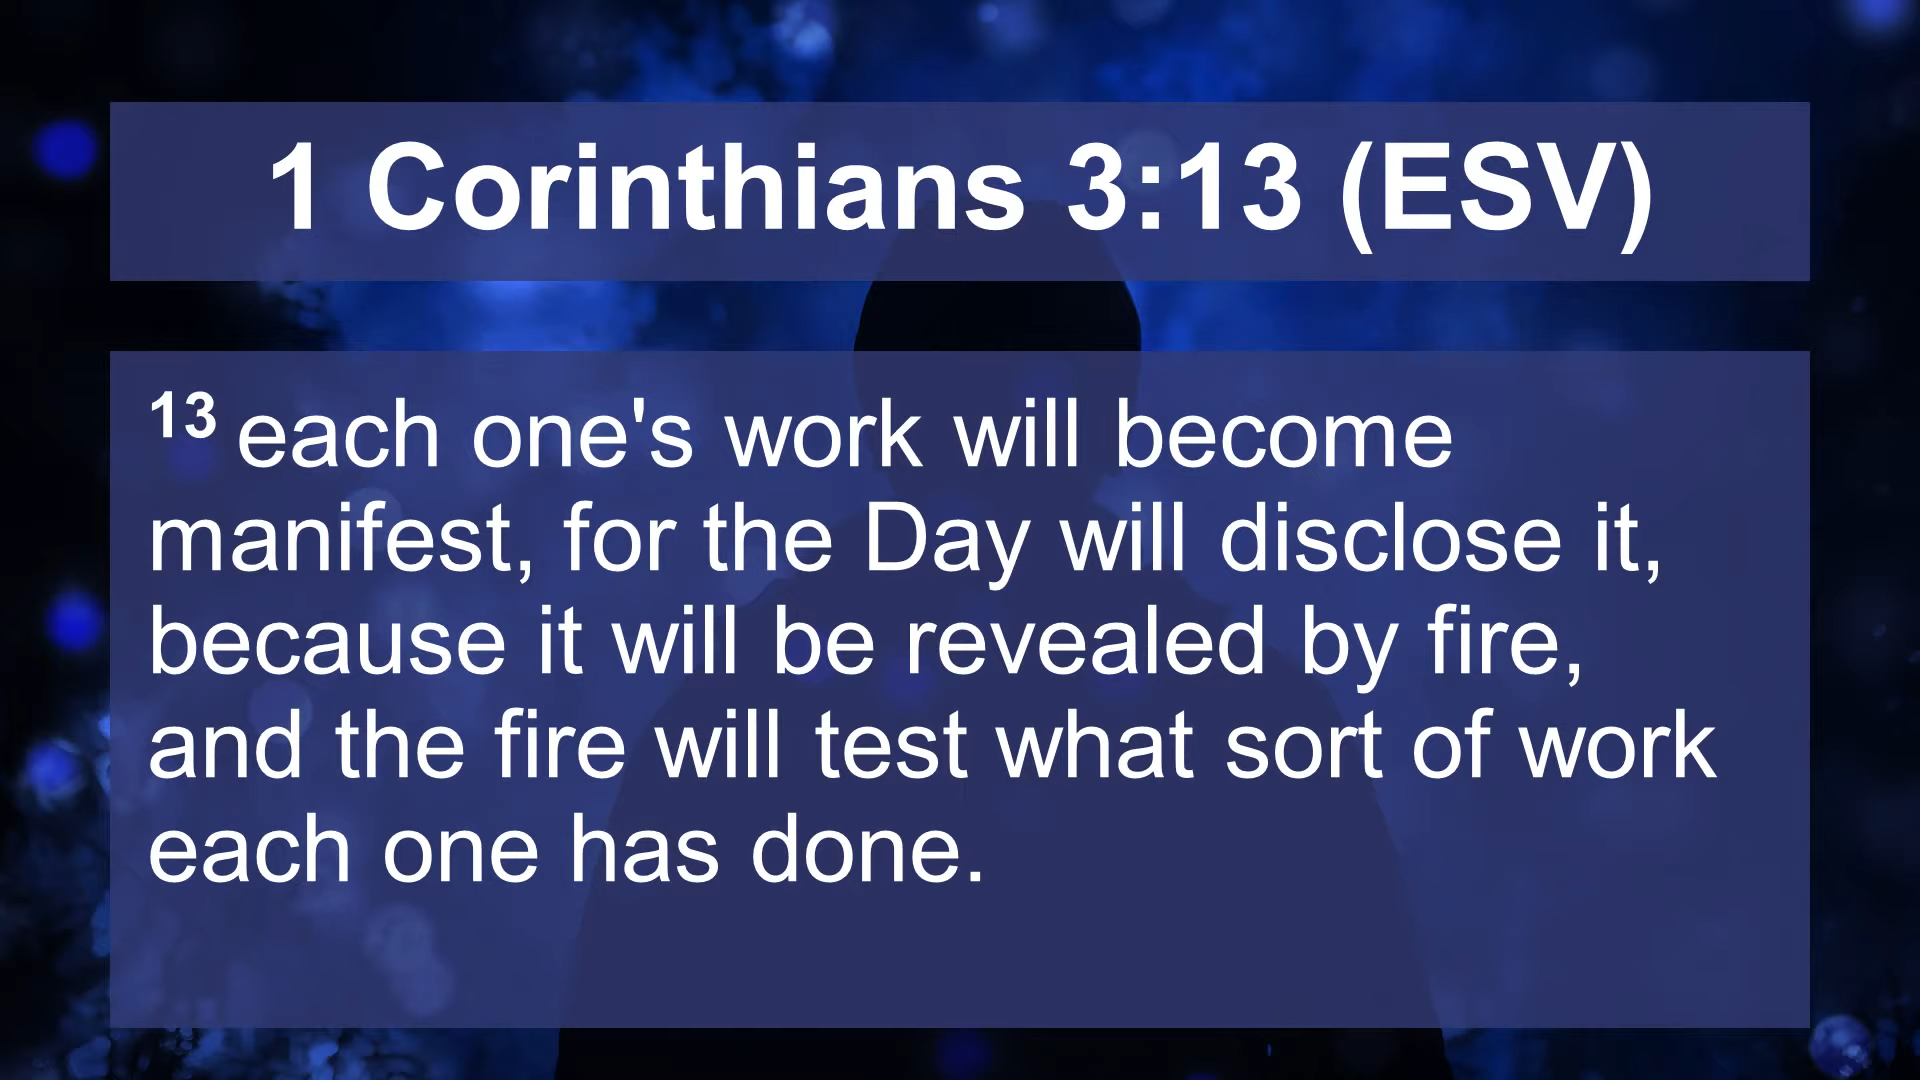 1 Corinthians 3:13 (ESV)
13 each one's work will become
manifest, for the Day will disclose it,
because it will be revealed by fire,
and the fire will test what sort of work
each one has done.